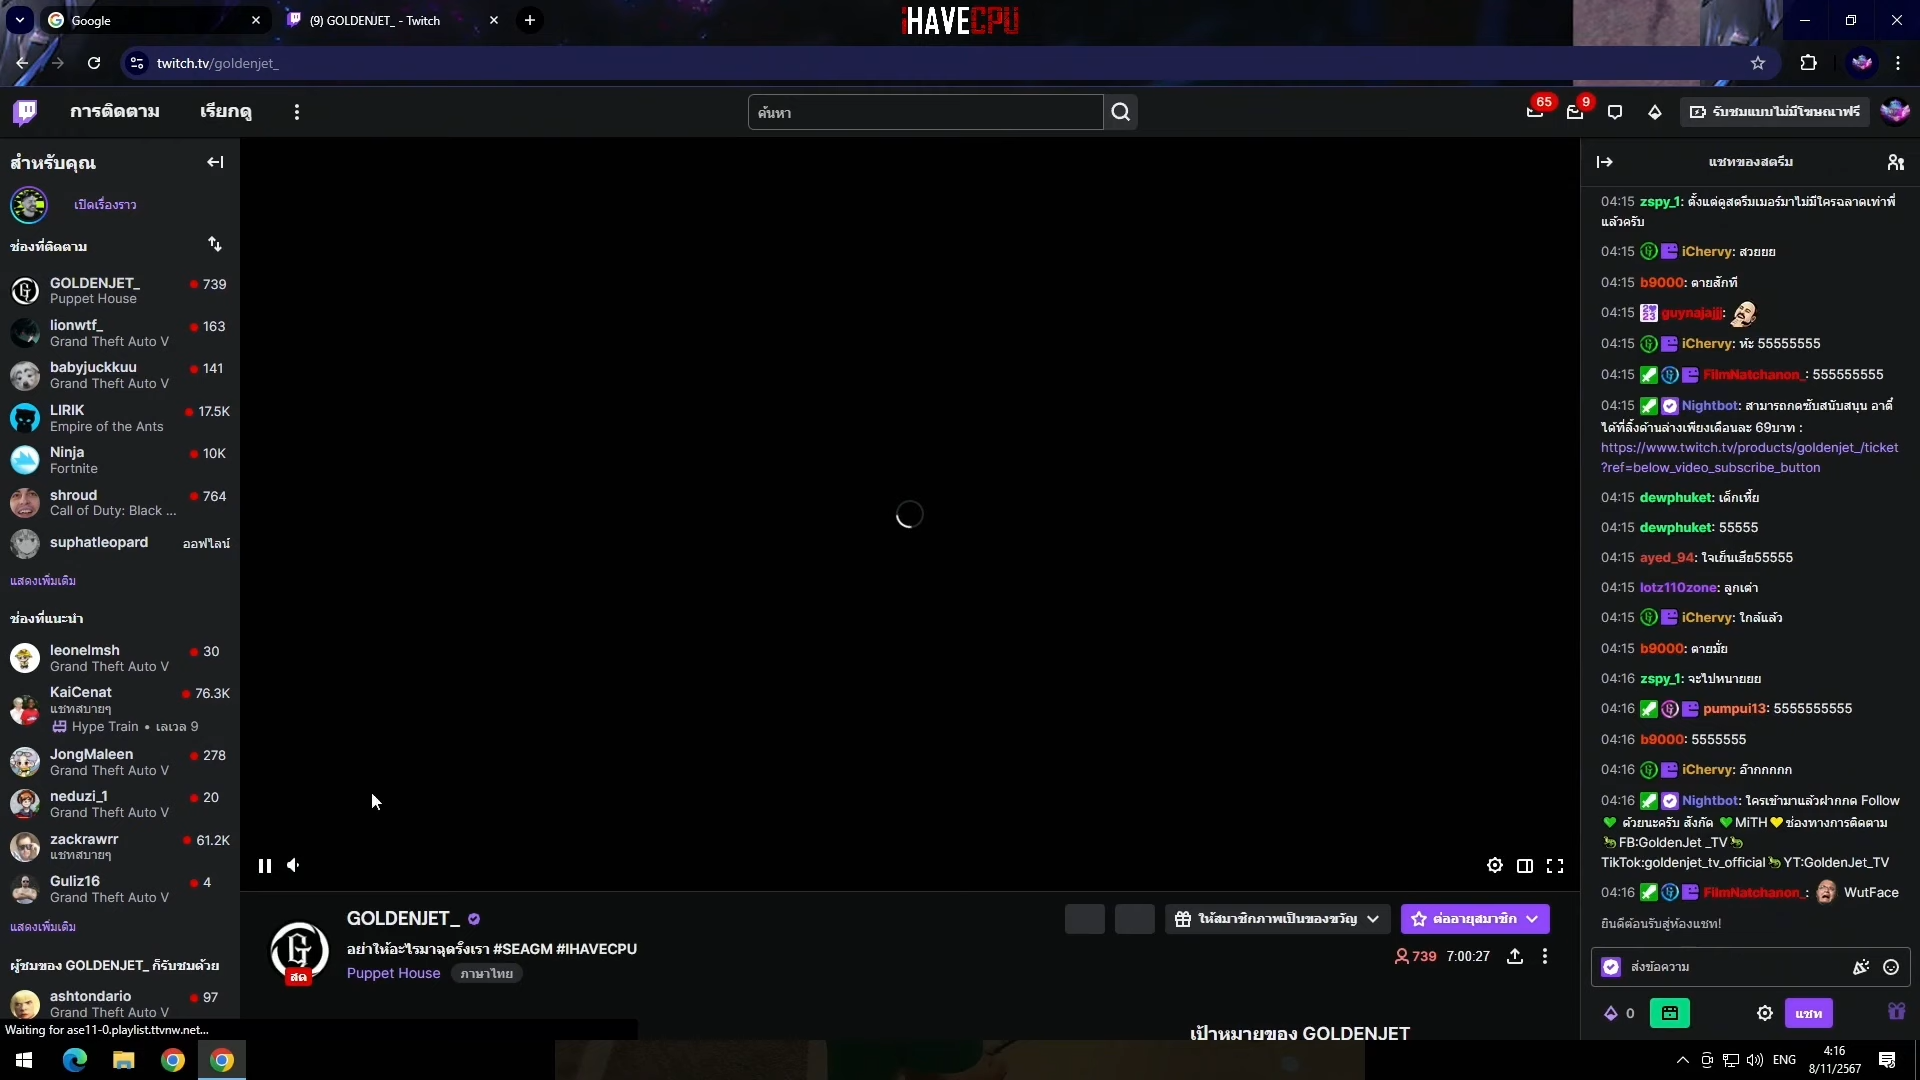 Google
(9) GOLDENJET_ - Twitch
iHAVECPU
twitch.tv/goldenjet_
การติดตาม
เรียกดู
ค้นหา
65
9
รับชมแบบไม่มีโฆษณาฟรี
สำหรับคุณ
เปิดเรื่องราว
ช่องที่ติดตาม
GOLDENJET_ 739
Puppet House
lionwtf_ 163
Grand Theft Auto V
babyjuckkuu 141
Grand Theft Auto V
LIRIK 17.5K
Empire of the Ants
Ninja 10K
Fortnite
shroud 764
Call of Duty: Black ...
suphatleopard ออฟไลน์
แสดงเพิ่มเติม
ช่องที่แนะนำ
leonelmsh 30
Grand Theft Auto V
KaiCenat 76.3K
แชทสบายๆ
Hype Train • เลเวล 9
JongMaleen 278
Grand Theft Auto V
neduzi_1 20
Grand Theft Auto V
zackrawrr 61.2K
แชทสบายๆ
Guliz16 4
Grand Theft Auto V
แสดงเพิ่มเติม
ผู้ชมของ GOLDENJET_ ก็รับชมด้วย
ashtondario 97
Grand Theft Auto V
Waiting for ase11-0.playlist.ttvnw.net...
GOLDENJET_
อย่าให้อะไรมาฉุดรั้งเรา #SEAGM #IHAVECPU
Puppet House ภาษาไทย
สด
ให้สมาชิกภาพเป็นของขวัญ
ต่ออายุสมาชิก
739 7:00:27
เป้าหมายของ GOLDENJET
แชทของสตรีม
04:15 zspy_1: ตั้งแต่ดูสตรีมเมอร์มาไม่มีใครฉลาดเท่าพี่
แล้วครับ
04:15 iChervy: สวยยย
04:15 b9000: ตายสักที
04:15 guynajajjj:
04:15 iChervy: ห้ะ 55555555
04:15 FilmNatchanon_: 555555555
04:15 Nightbot: สามารถกดซับสนับสนุน อาตี๋
ได้ที่ลิ้งด้านล่างเพียงเดือนละ 69บาท :
https://www.twitch.tv/products/goldenjet_/ticket
?ref=below_video_subscribe_button
04:15 dewphuket: เด็กเหี้ย
04:15 dewphuket: 55555
04:15 ayed_94: ใจเย็นเฮีย55555
04:15 lotz110zone: ลูกเต่า
04:15 iChervy: ใกล้แล้ว
04:15 b9000: ตายมั่ย
04:16 zspy_1: จะไปหนายยย
04:16 pumpui13: 5555555555
04:16 b9000: 5555555
04:16 iChervy: อ๊ากกกกก
04:16 Nightbot: ใครเข้ามาแล้วฝากกด Follow
💚 ด้วยนะครับ สังกัด 💚MiTH💛ช่องทางการติดตาม
🐍FB:GoldenJet _TV🐍
TikTok:goldenjet_tv_official🐍YT:GoldenJet_TV
04:16 FilmNatchanon_: WutFace
ยินดีต้อนรับสู่ห้องแชท!
ส่งข้อความ
0
แชท
ENG
4:16
8/11/2567